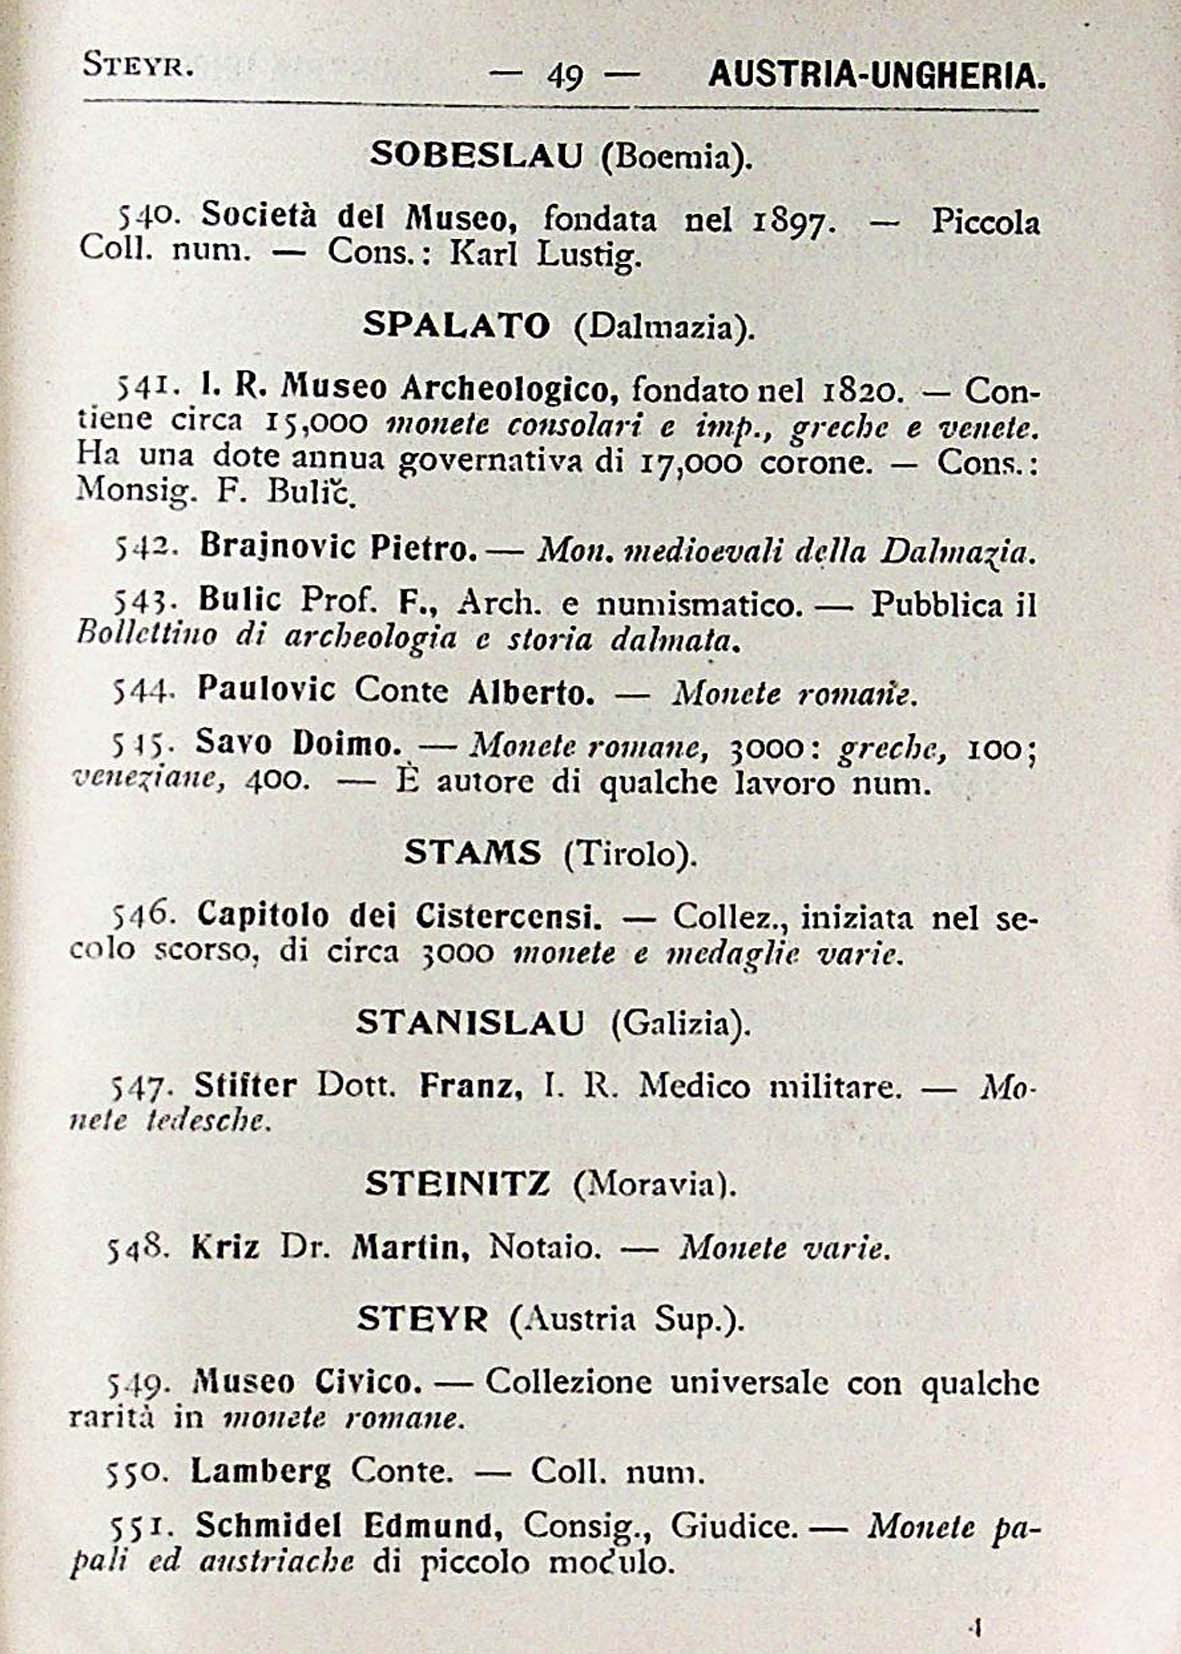 STEYR. — 49 — AUSTRIA-UNGHERIA.
SOBESLAU (Boemia).
540. Società del Museo, fondata nel 1897. — Piccola
Coll. num. — Cons.: Karl Lustig.
SPALATO (Dalmazia).
541. I. R. Museo Archeologico, fondato nel 1820. — Con-
tiene circa 15,000 monete consolari e imp., greche e venete.
Ha una dote annua governativa di 17,000 corone. — Cons.:
Monsig. F. Bulič.
542. Brajnovic Pietro. — Mon. medioevali della Dalmazia.
543. Bulic Prof. F., Arch. e numismatico. — Pubblica il
Bollettino di archeologia e storia dalmata.
544. Paulovic Conte Alberto. — Monete romane.
545. Savo Doimo. — Monete romane, 3000: greche, 100;
veneziane, 400. — È autore di qualche lavoro num.
STAMS (Tirolo).
546. Capitolo dei Cistercensi. — Collez., iniziata nel se-
colo scorso, di circa 3000 monete e medaglie varie.
STANISLAU (Galizia).
547. Stifter Dott. Franz, I. R. Medico militare. — Mo-
nete tedesche.
STEINITZ (Moravia).
548. Kriz Dr. Martin, Notaio. — Monete varie.
STEYR (Austria Sup.).
549. Museo Civico. — Collezione universale con qualche
rarità in monete romane.
550. Lamberg Conte. — Coll. num.
551. Schmidel Edmund, Consig., Giudice. — Monete pa-
pali ed austriache di piccolo modulo.
4